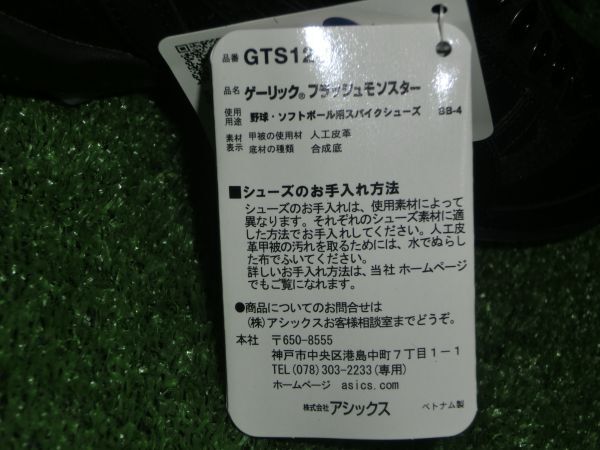 品番 GTS12
品名 ゲーリック®フラッシュモンスター
使用用途 野球・ソフトボール用スパイクシューズ BB-4
素材表示 甲被の使用材 人工皮革
底材の種類 合成底
■シューズのお手入れ方法
シューズのお手入れは、使用素材によって
異なります。それぞれのシューズ素材に適
した方法でお手入れしてください。人工皮
革甲被の汚れを取るためには、水でぬらし
た布でふいてください。
詳しいお手入れ方法は、当社 ホームページ
でもご覧になれます。
●商品についてのお問合せは
(株)アシックスお客様相談室までどうぞ。
本社 〒650-8555
神戸市中央区港島中町7丁目1-1
TEL(078)303-2233(専用)
ホームページ asics.com
株式会社アシックス ベトナム製